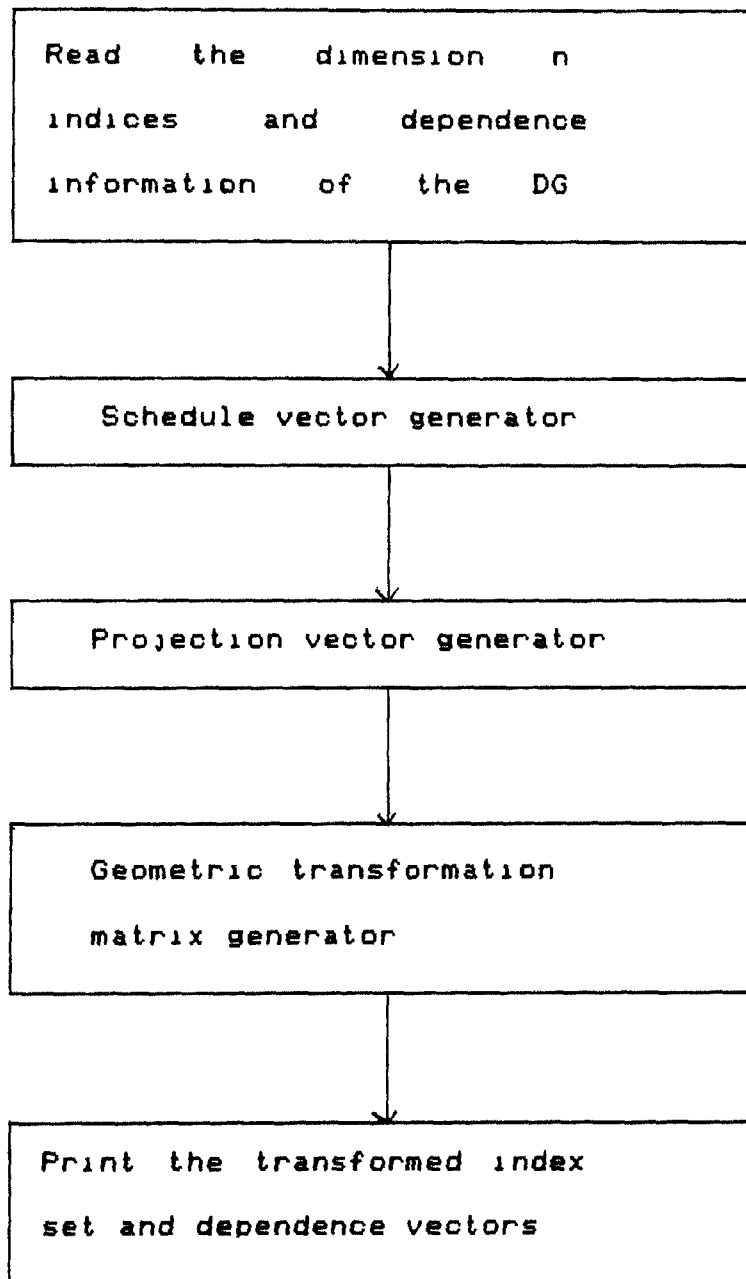 Read the dimension n
indices and dependence
information of the DG
Schedule vector generator
Projection vector generator
Geometric transformation
matrix generator
Print the transformed index
set and dependence vectors